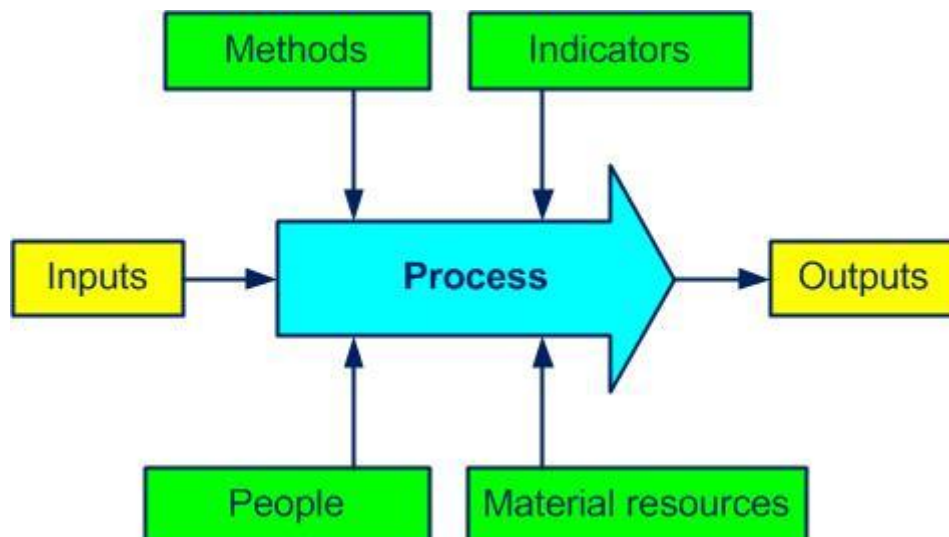 Methods
Indicators
Inputs
Process
Outputs
People
Material resources